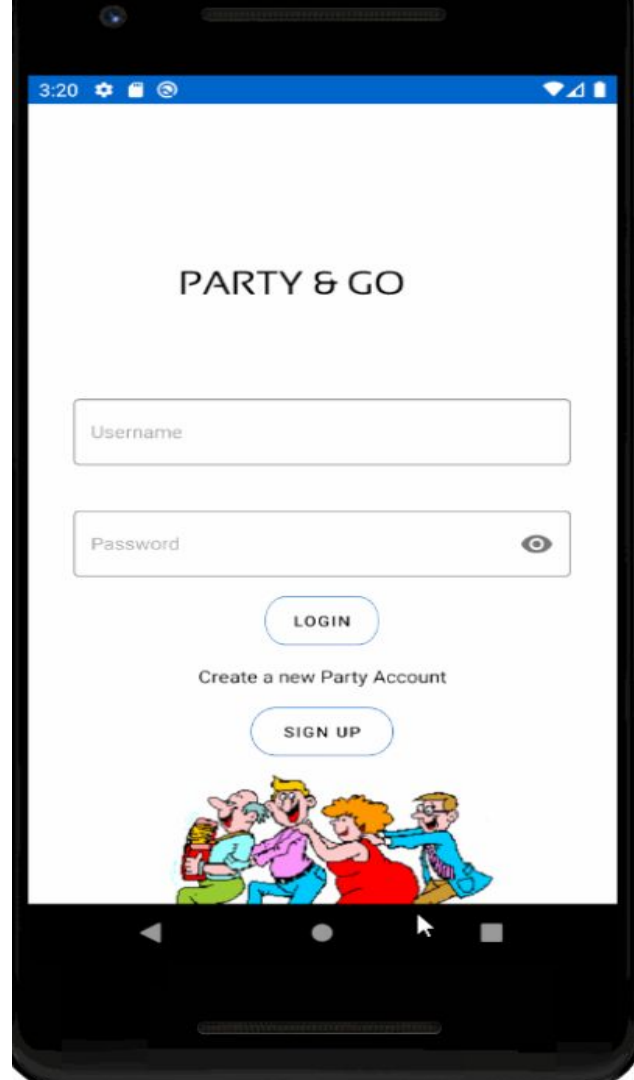 3:20
PARTY & GO
Username
Password
LOGIN
Create a new Party Account
SIGN UP